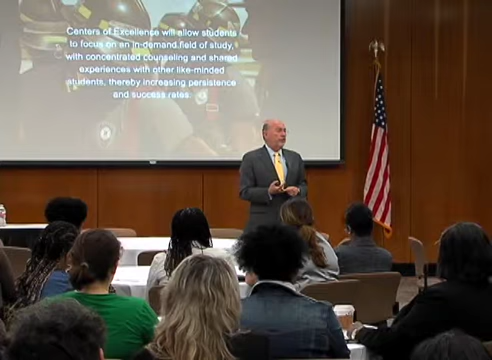 Centers of Excellence will allow students
to focus on an in-demand field of study,
with concentrated counseling and shared
experiences with other like-minded
students, thereby increasing persistence
and success rates.